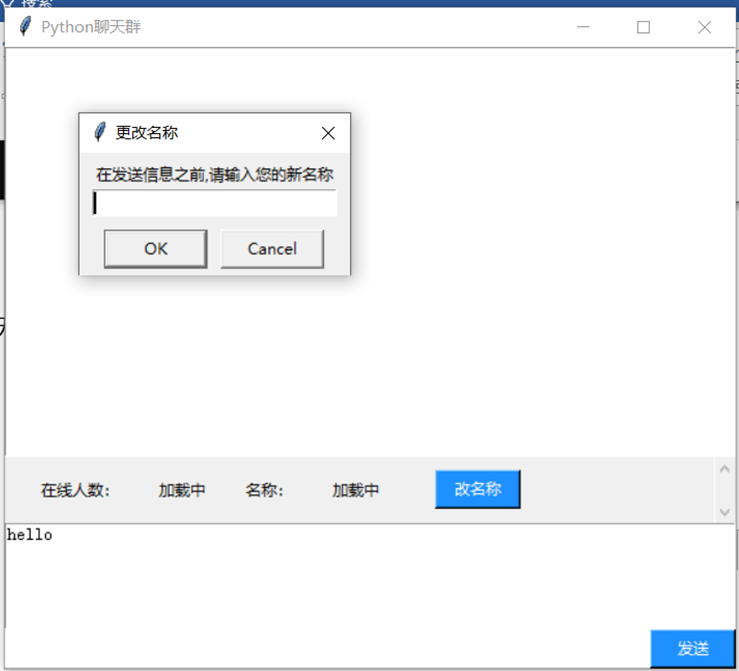 搜索
Python聊天群
更改名称
在发送信息之前,请输入您的新名称
OK Cancel
在线人数: 加载中 名称: 加载中 改名称
hello
发送